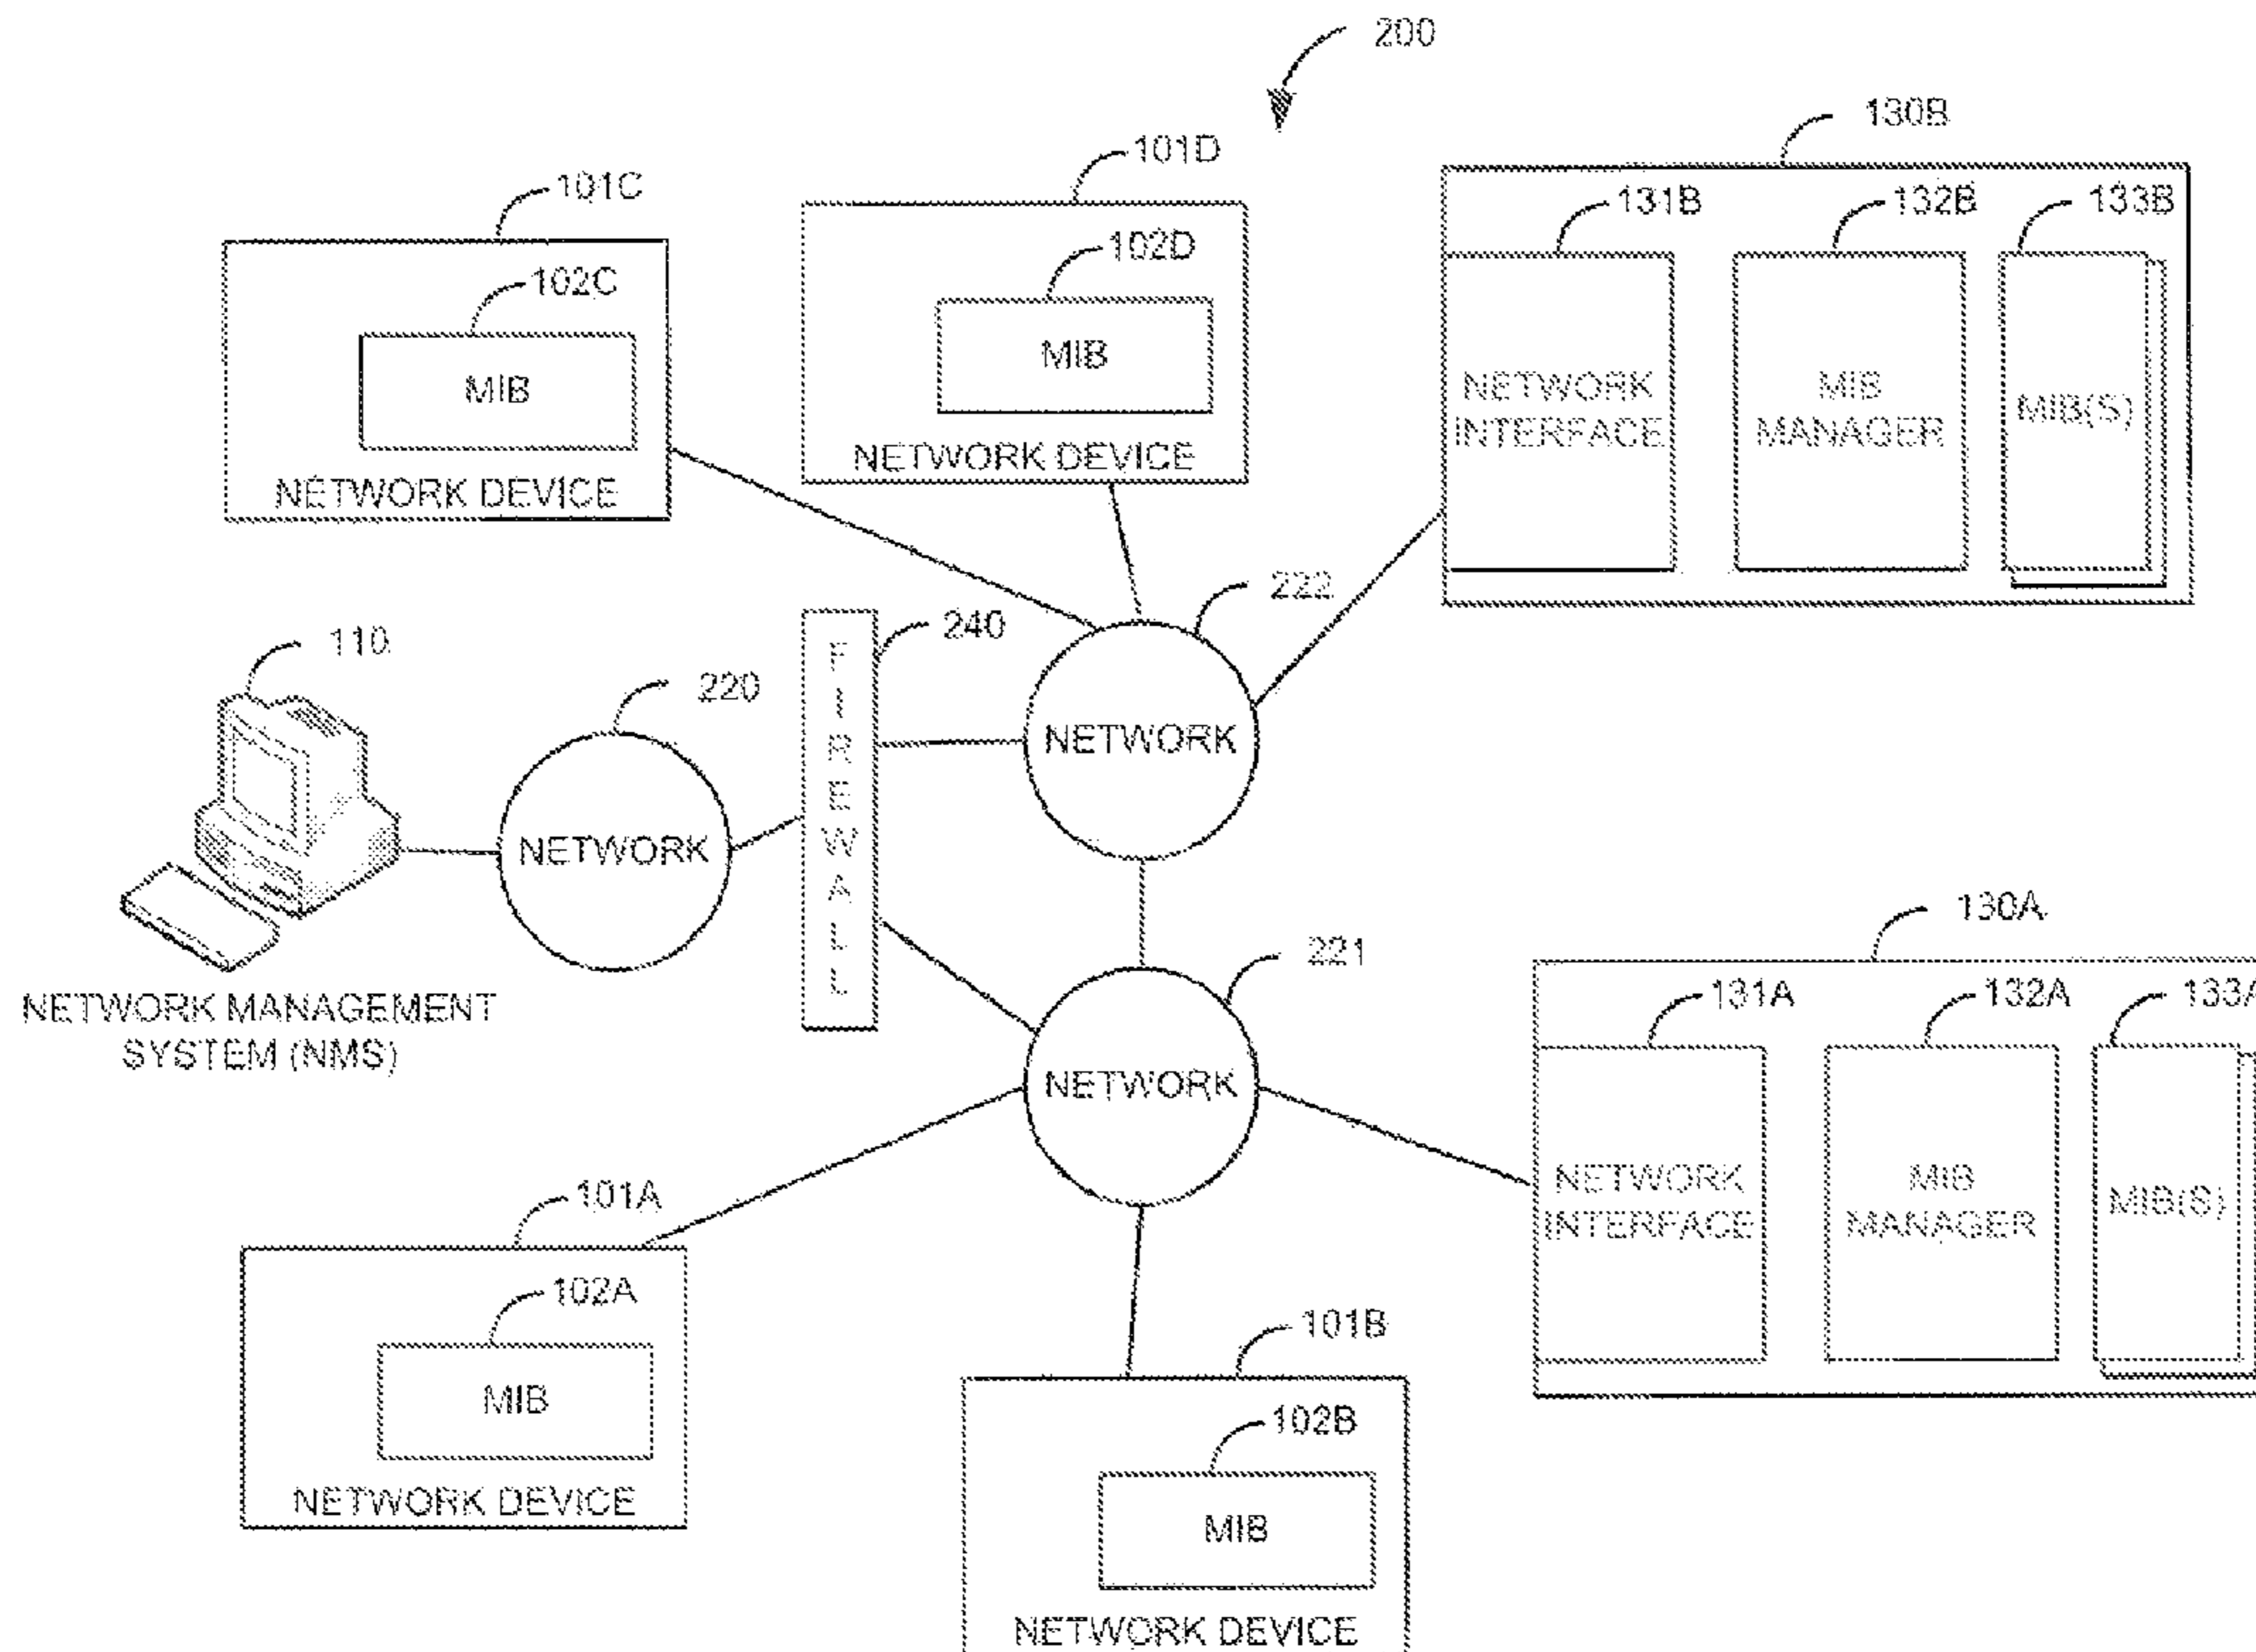 200
130B
101D
101C
131B
132B
133B
102D
102C
MIB
MIB
NETWORK
INTERFACE
MIB
MANAGER
MIB(S)
NETWORK DEVICE
NETWORK DEVICE
222
240
110
220
FIREWALL
NETWORK
NETWORK
130A
221
131A
132A
133A
NETWORK MANAGEMENT
SYSTEM (NMS)
NETWORK
NETWORK
INTERFACE
MIB
MANAGER
MIB(S)
101A
102A
101B
MIB
102B
NETWORK DEVICE
MIB
NETWORK DEVICE